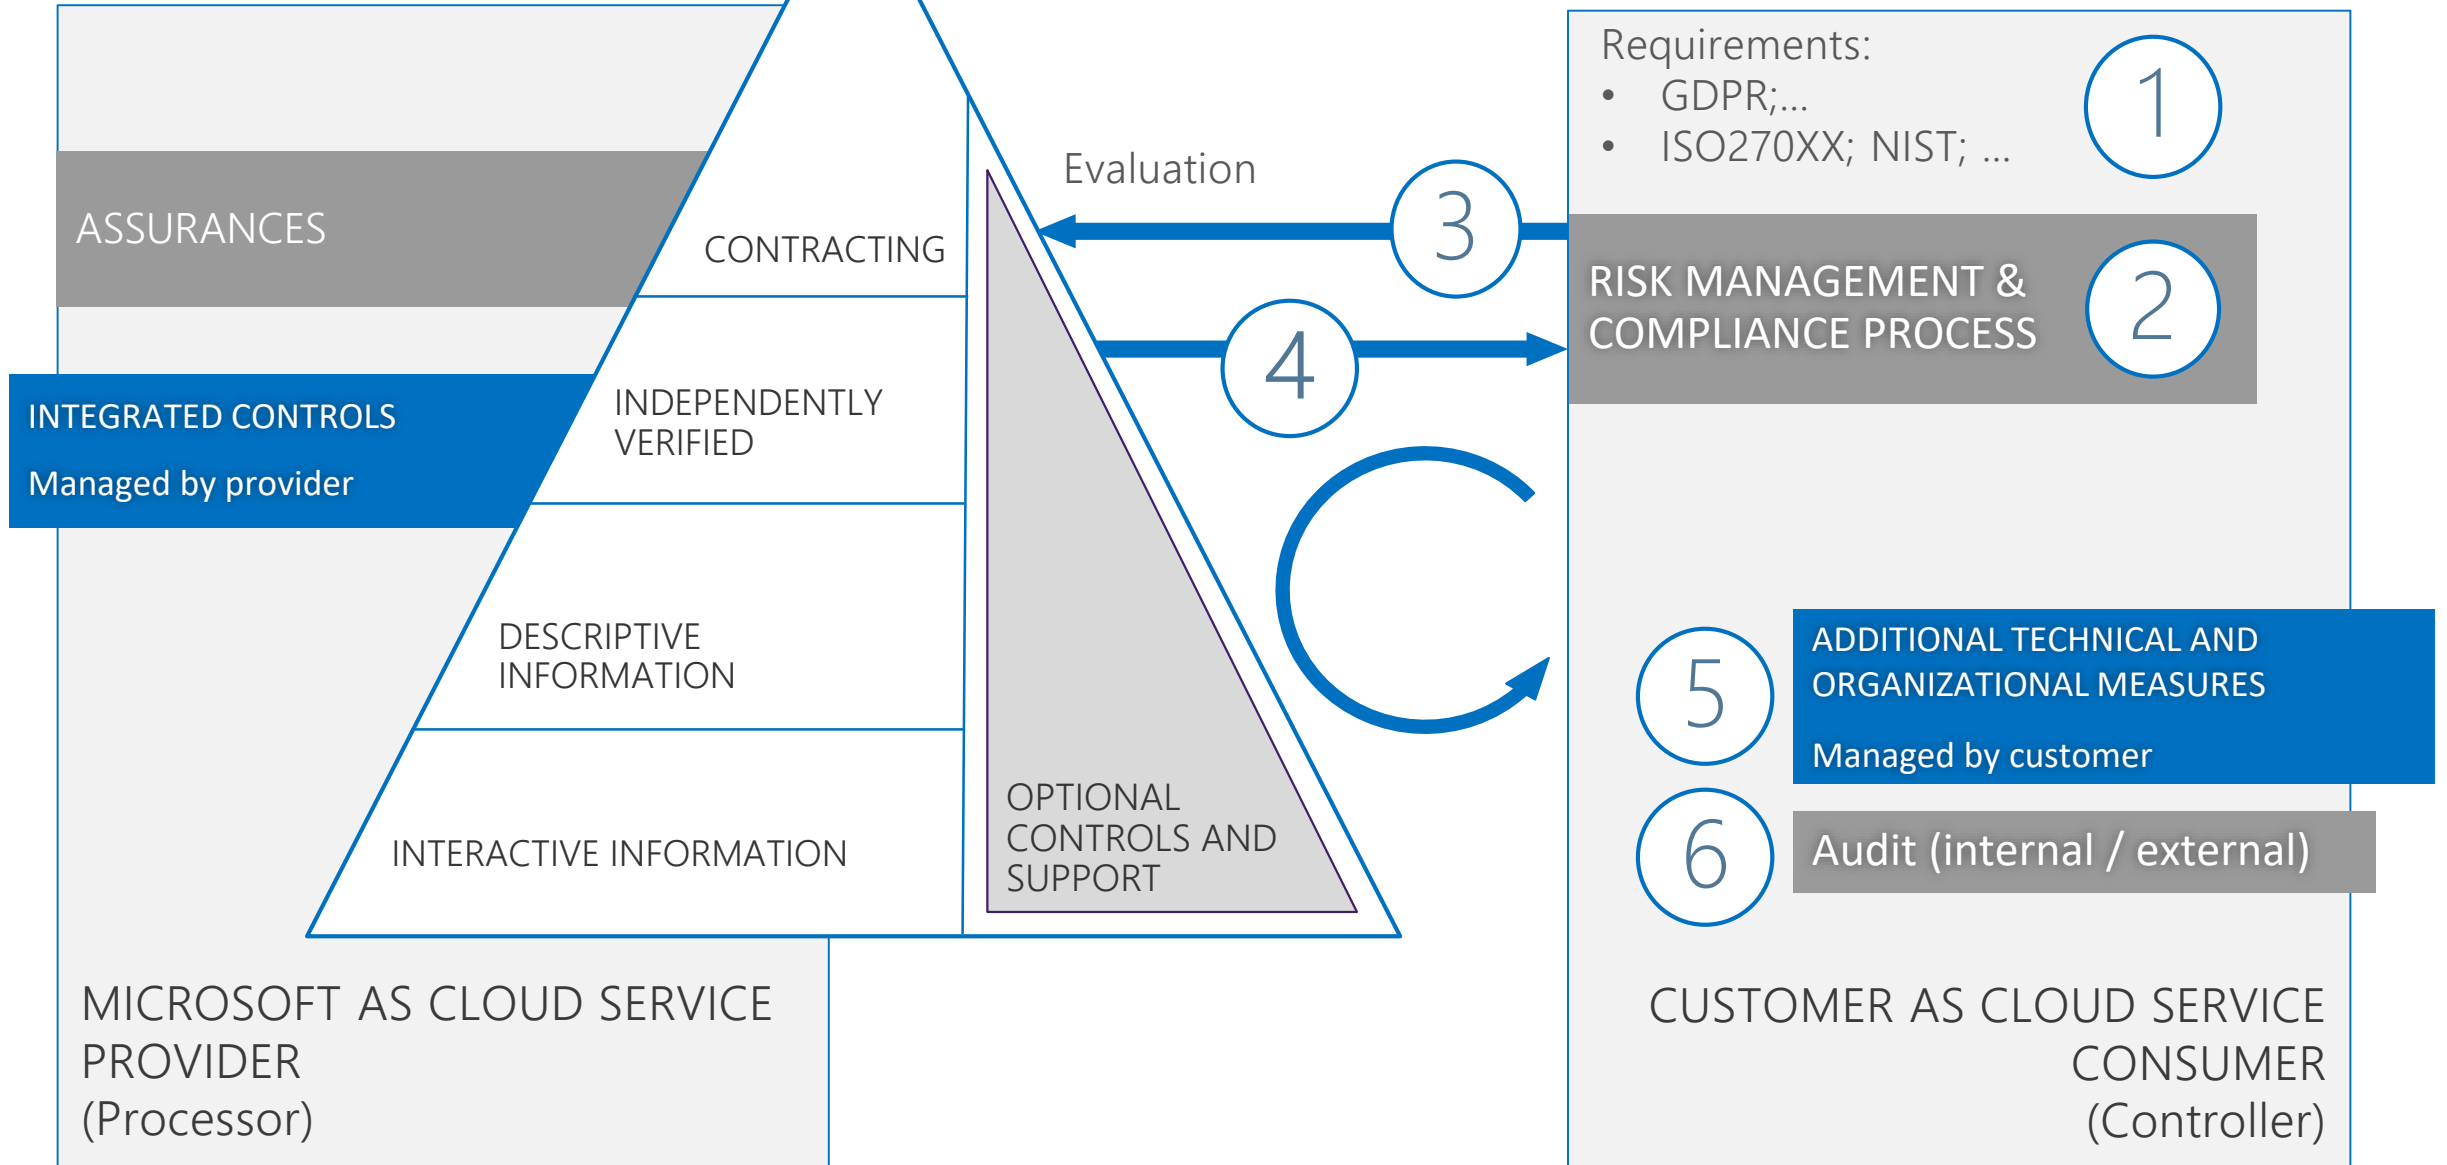 ASSURANCES
INTEGRATED CONTROLS
Managed by provider
CONTRACTING
INDEPENDENTLY
VERIFIED
DESCRIPTIVE
INFORMATION
INTERACTIVE INFORMATION
OPTIONAL
CONTROLS AND
SUPPORT
MICROSOFT AS CLOUD SERVICE
PROVIDER
(Processor)
Evaluation
3
4
Requirements:
• GDPR;...
• ISO270XX; NIST; ...
1
RISK MANAGEMENT &
COMPLIANCE PROCESS
2
5
ADDITIONAL TECHNICAL AND
ORGANIZATIONAL MEASURES
Managed by customer
6
Audit (internal / external)
CUSTOMER AS CLOUD SERVICE
CONSUMER
(Controller)